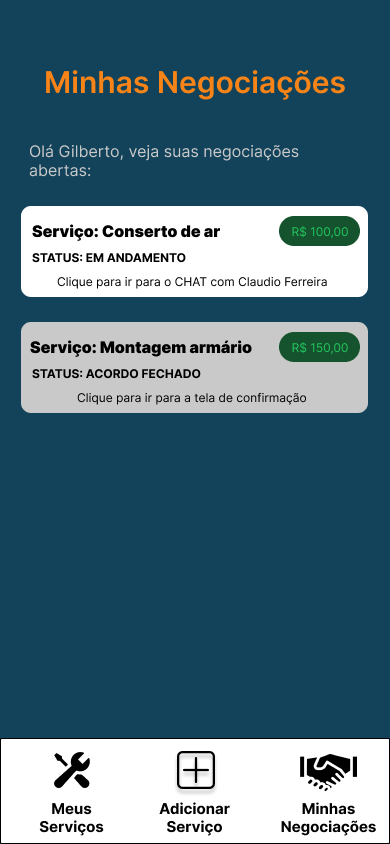 Minhas Negociações
Olá Gilberto, veja suas negociações
abertas:
Serviço: Conserto de ar
R$ 100,00
STATUS: EM ANDAMENTO
Clique para ir para o CHAT com Claudio Ferreira
Serviço: Montagem armário
R$ 150,00
STATUS: ACORDO FECHADO
Clique para ir para a tela de confirmação
Meus
Serviços
Adicionar
Serviço
Minhas
Negociações